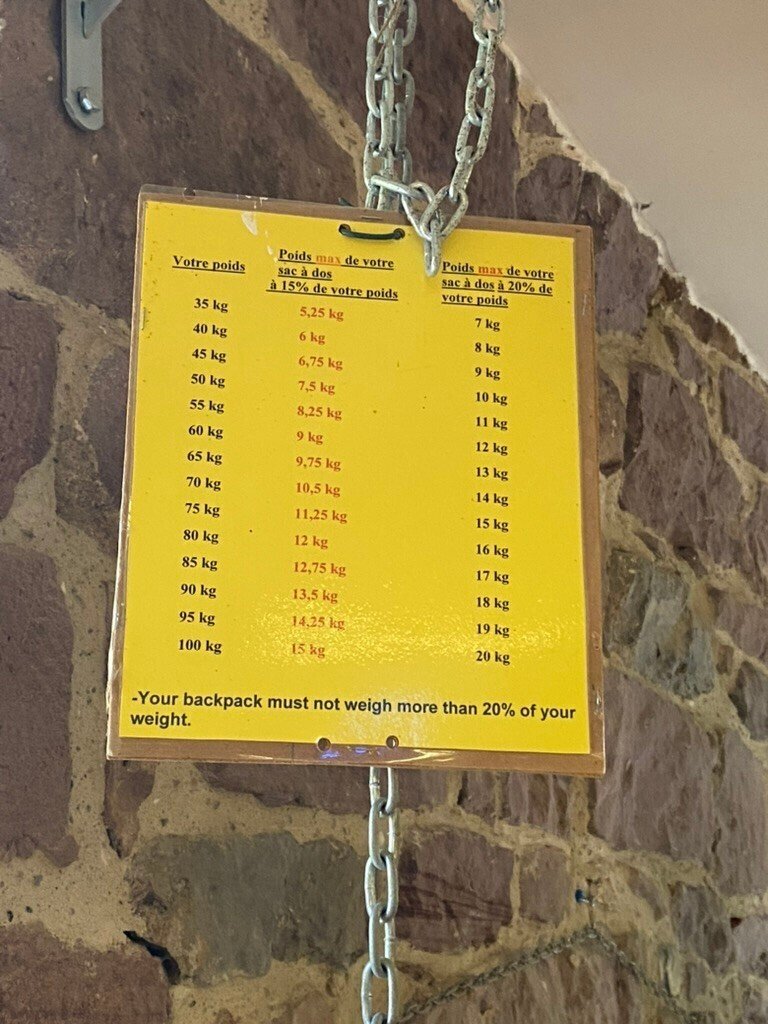 Votre poids Poids max de votre sac à dos à 15% de votre poids Poids max de votre sac à dos à 20% de votre poids
35 kg 5,25 kg 7 kg
40 kg 6 kg 8 kg
45 kg 6,75 kg 9 kg
50 kg 7,5 kg 10 kg
55 kg 8,25 kg 11 kg
60 kg 9 kg 12 kg
65 kg 9,75 kg 13 kg
70 kg 10,5 kg 14 kg
75 kg 11,25 kg 15 kg
80 kg 12 kg 16 kg
85 kg 12,75 kg 17 kg
90 kg 13,5 kg 18 kg
95 kg 14,25 kg 19 kg
100 kg 15 kg 20 kg
-Your backpack must not weigh more than 20% of your
weight.